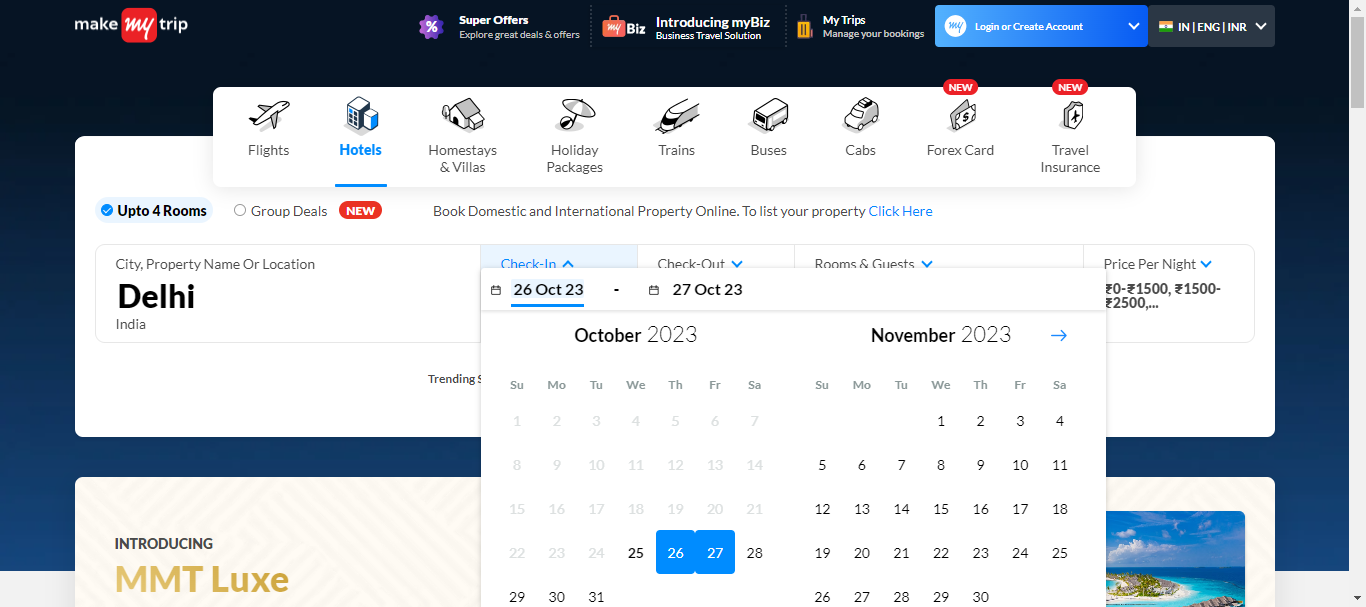 make my trip
Super Offers
Explore great deals & offers
my Biz
Introducing myBiz
Business Travel Solution
My Trips
Manage your bookings
my Login or Create Account
IN | ENG | INR
NEW
NEW
Flights
Hotels
Homestays
& Villas
Holiday
Packages
Trains
Buses
Cabs
Forex Card
Travel
Insurance
Upto 4 Rooms
Group Deals
NEW
Book Domestic and International Property Online. To list your property Click Here
City, Property Name Or Location
Delhi
India
Check-In
Check-Out
Rooms & Guests
Price Per Night
₹0-₹1500, ₹1500-
₹2500,...
26 Oct 23 - 27 Oct 23
Trending S
October 2023
Su Mo Tu We Th Fr Sa
1 2 3 4 5 6 7
8 9 10 11 12 13 14
15 16 17 18 19 20 21
22 23 24 25 26 27 28
29 30 31
November 2023
Su Mo Tu We Th Fr Sa
1 2 3 4
5 6 7 8 9 10 11
12 13 14 15 16 17 18
19 20 21 22 23 24 25
26 27 28 29 30
INTRODUCING
MMT Luxe